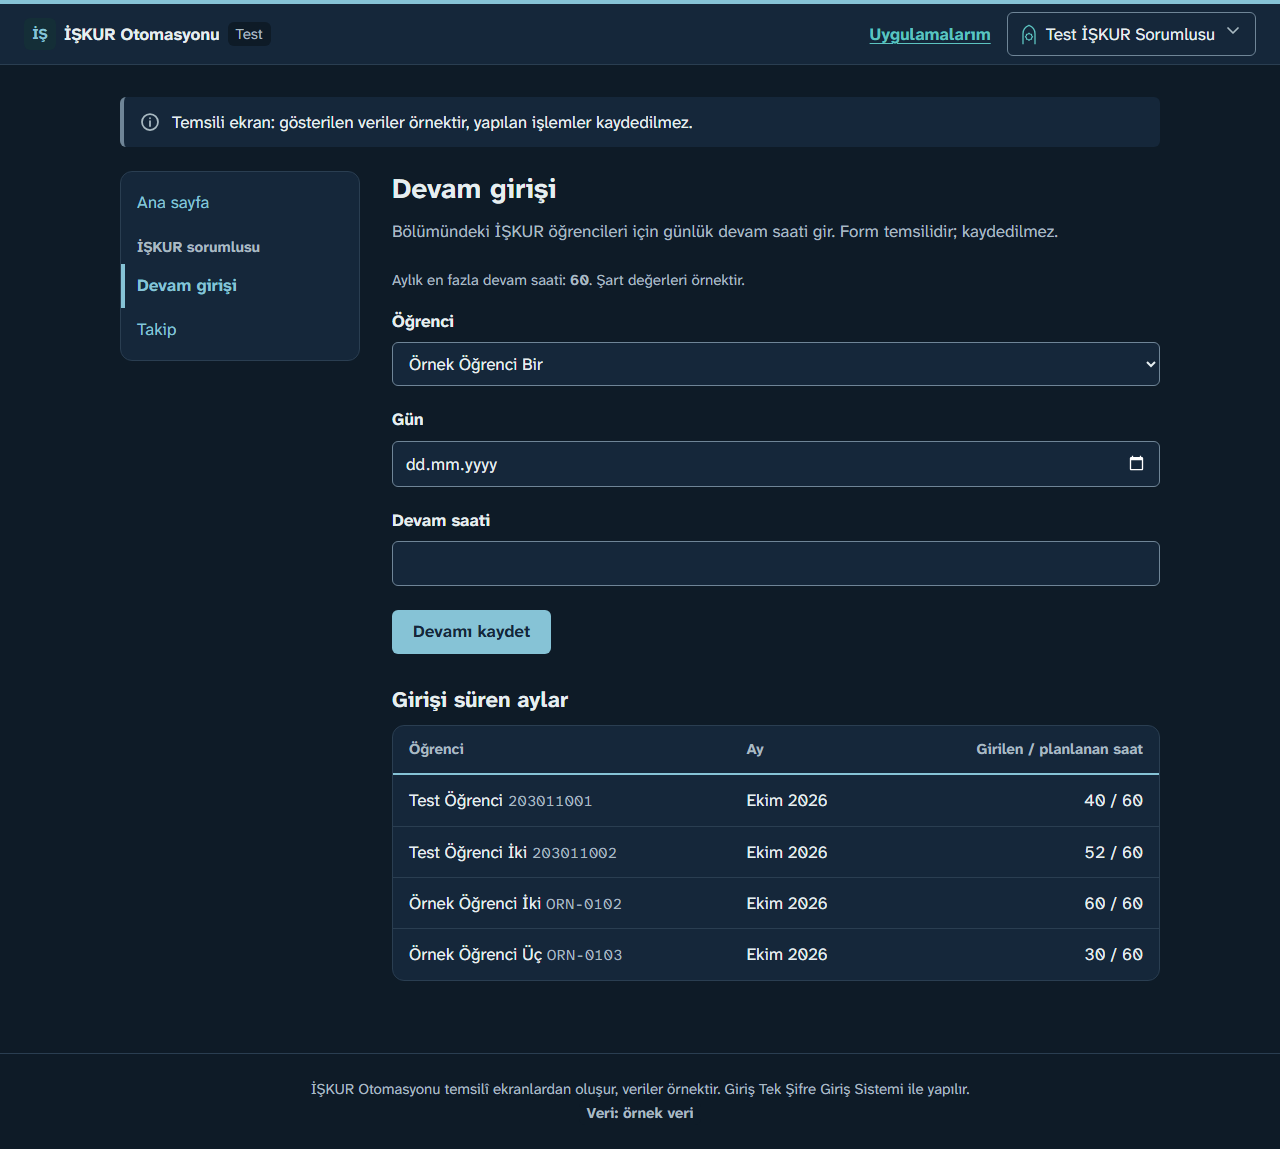 İŞ İŞKUR Otomasyonu Test Uygulamalarım Test İŞKUR Sorumlusu
Temsili ekran: gösterilen veriler örnektir, yapılan işlemler kaydedilmez.
Ana sayfa
İŞKUR sorumlusu
Devam girişi
Takip
Devam girişi
Bölümündeki İŞKUR öğrencileri için günlük devam saati gir. Form temsilidir; kaydedilmez.
Aylık en fazla devam saati: 60. Şart değerleri örnektir.
Öğrenci
Örnek Öğrenci Bir
Gün
dd.mm.yyyy
Devam saati
Devamı kaydet
Girişi süren aylar
Öğrenci Ay Girilen / planlanan saat
Test Öğrenci 203011001 Ekim 2026 40 / 60
Test Öğrenci İki 203011002 Ekim 2026 52 / 60
Örnek Öğrenci İki ORN-0102 Ekim 2026 60 / 60
Örnek Öğrenci Üç ORN-0103 Ekim 2026 30 / 60
İŞKUR Otomasyonu temsilî ekranlardan oluşur, veriler örnektir. Giriş Tek Şifre Giriş Sistemi ile yapılır.
Veri: örnek veri